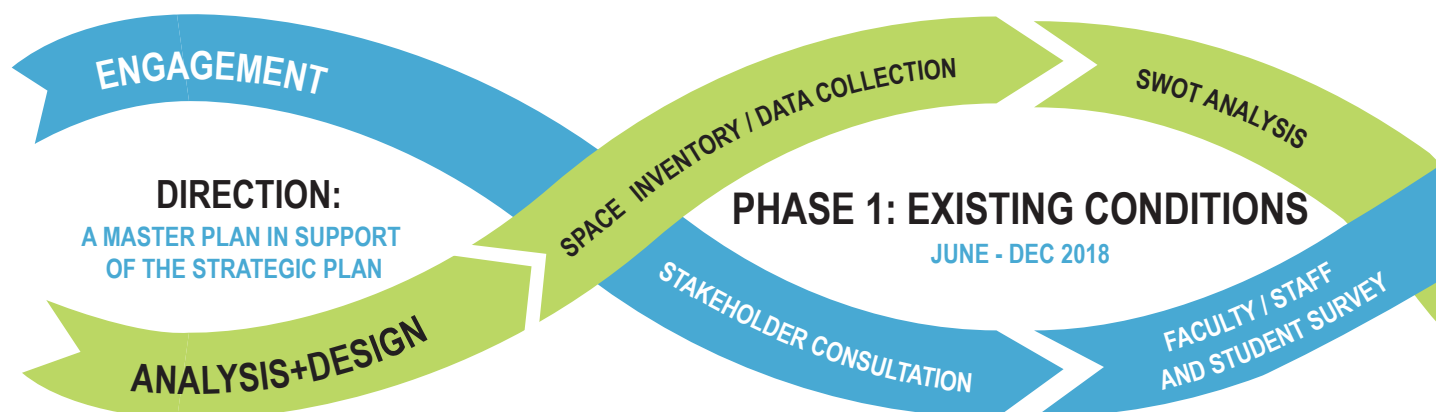 ENGAGEMENT
DIRECTION:
A MASTER PLAN IN SUPPORT
OF THE STRATEGIC PLAN
ANALYSIS+DESIGN
SPACE INVENTORY / DATA COLLECTION
SWOT ANALYSIS
PHASE 1: EXISTING CONDITIONS
JUNE - DEC 2018
STAKEHOLDER CONSULTATION
FACULTY / STAFF
AND STUDENT SURVEY